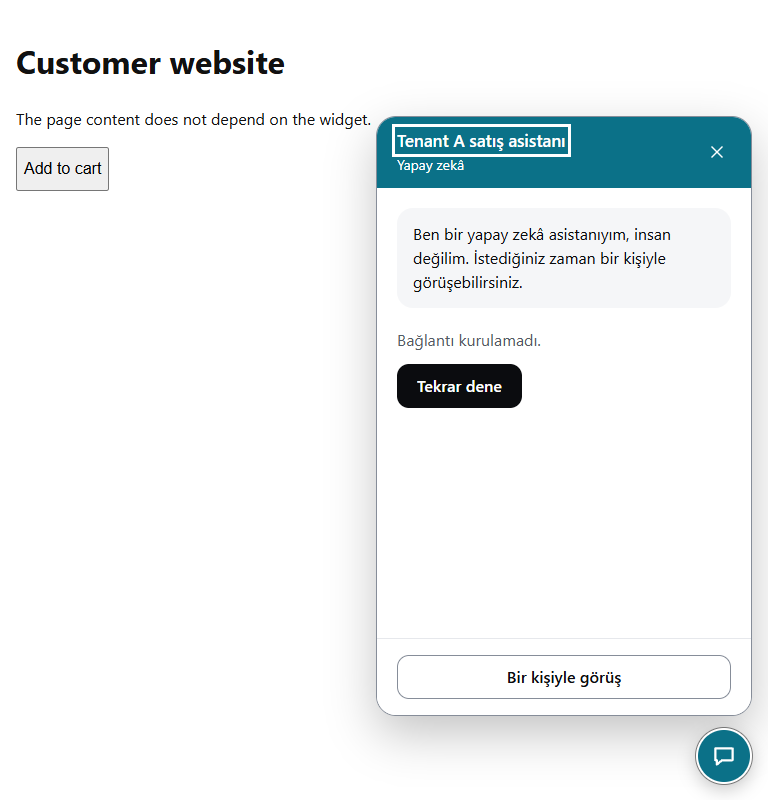 Customer website
The page content does not depend on the widget.
Add to cart
Tenant A satış asistanı
Yapay zekâ
Ben bir yapay zekâ asistanıyım, insan
değilim. İstediğiniz zaman bir kişiyle
görüşebilirsiniz.
Bağlantı kurulamadı.
Tekrar dene
Bir kişiyle görüş